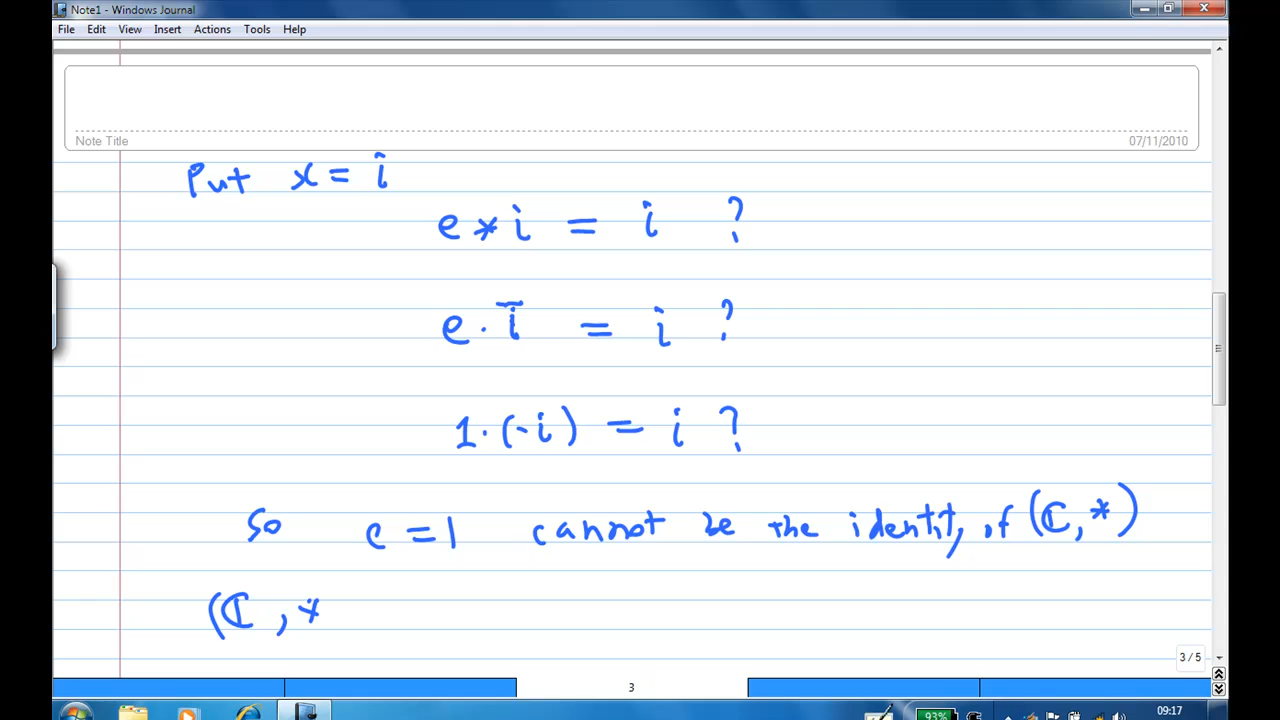 Note1 - Windows Journal
File Edit View Insert Actions Tools Help
Note Title
07/11/2010
Put x = i
e * i = i ?
e · i̅ = i ?
1 · (-i) = i ?
So e = 1 cannot be the identity of (ℂ, *)
(ℂ , *
3 / 5
3
93%
09:17